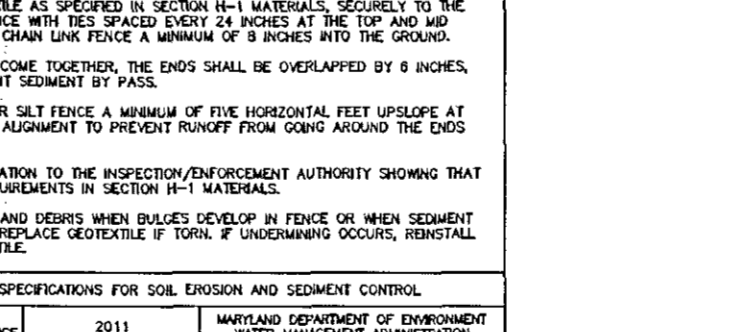 TILE AS SPECIFIED IN SECTION H-1 MATERIALS, SECURELY TO THE
CE WITH TIES SPACED EVERY 24 INCHES AT THE TOP AND MID
CHAIN LINK FENCE A MINIMUM OF 8 INCHES INTO THE GROUND.
COME TOGETHER, THE ENDS SHALL BE OVERLAPPED BY 6 INCHES,
IT SEDIMENT BY PASS.
R SILT FENCE A MINIMUM OF FIVE HORIZONTAL FEET UPSLOPE AT
ALIGNMENT TO PREVENT RUNOFF FROM GOING AROUND THE ENDS
ATION TO THE INSPECTION/ENFORCEMENT AUTHORITY SHOWING THAT
UIREMENTS IN SECTION H-1 MATERIALS.
AND DEBRIS WHEN BULGES DEVELOP IN FENCE OR WHEN SEDIMENT
REPLACE GEOTEXTILE IF TORN. IF UNDERMINING OCCURS, REINSTALL
TILE.
SPECIFICATIONS FOR SOIL EROSION AND SEDIMENT CONTROL
2011
MARYLAND DEPARTMENT OF ENVIRONMENT
WATER MANAGEMENT ADMINISTRATION